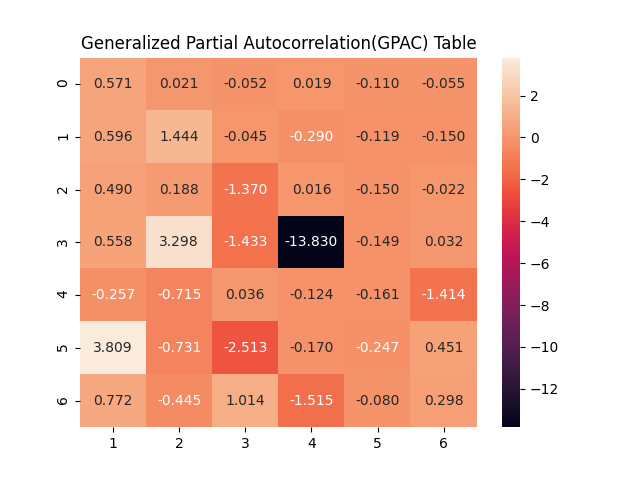 Generalized Partial Autocorrelation(GPAC) Table
0 0.571 0.021 -0.052 0.019 -0.110 -0.055
1 0.596 1.444 -0.045 -0.290 -0.119 -0.150
2 0.490 0.188 -1.370 0.016 -0.150 -0.022
3 0.558 3.298 -1.433 -13.830 -0.149 0.032
4 -0.257 -0.715 0.036 -0.124 -0.161 -1.414
5 3.809 -0.731 -2.513 -0.170 -0.247 0.451
6 0.772 -0.445 1.014 -1.515 -0.080 0.298
1 2 3 4 5 6
2
0
−2
−4
−6
−8
−10
−12